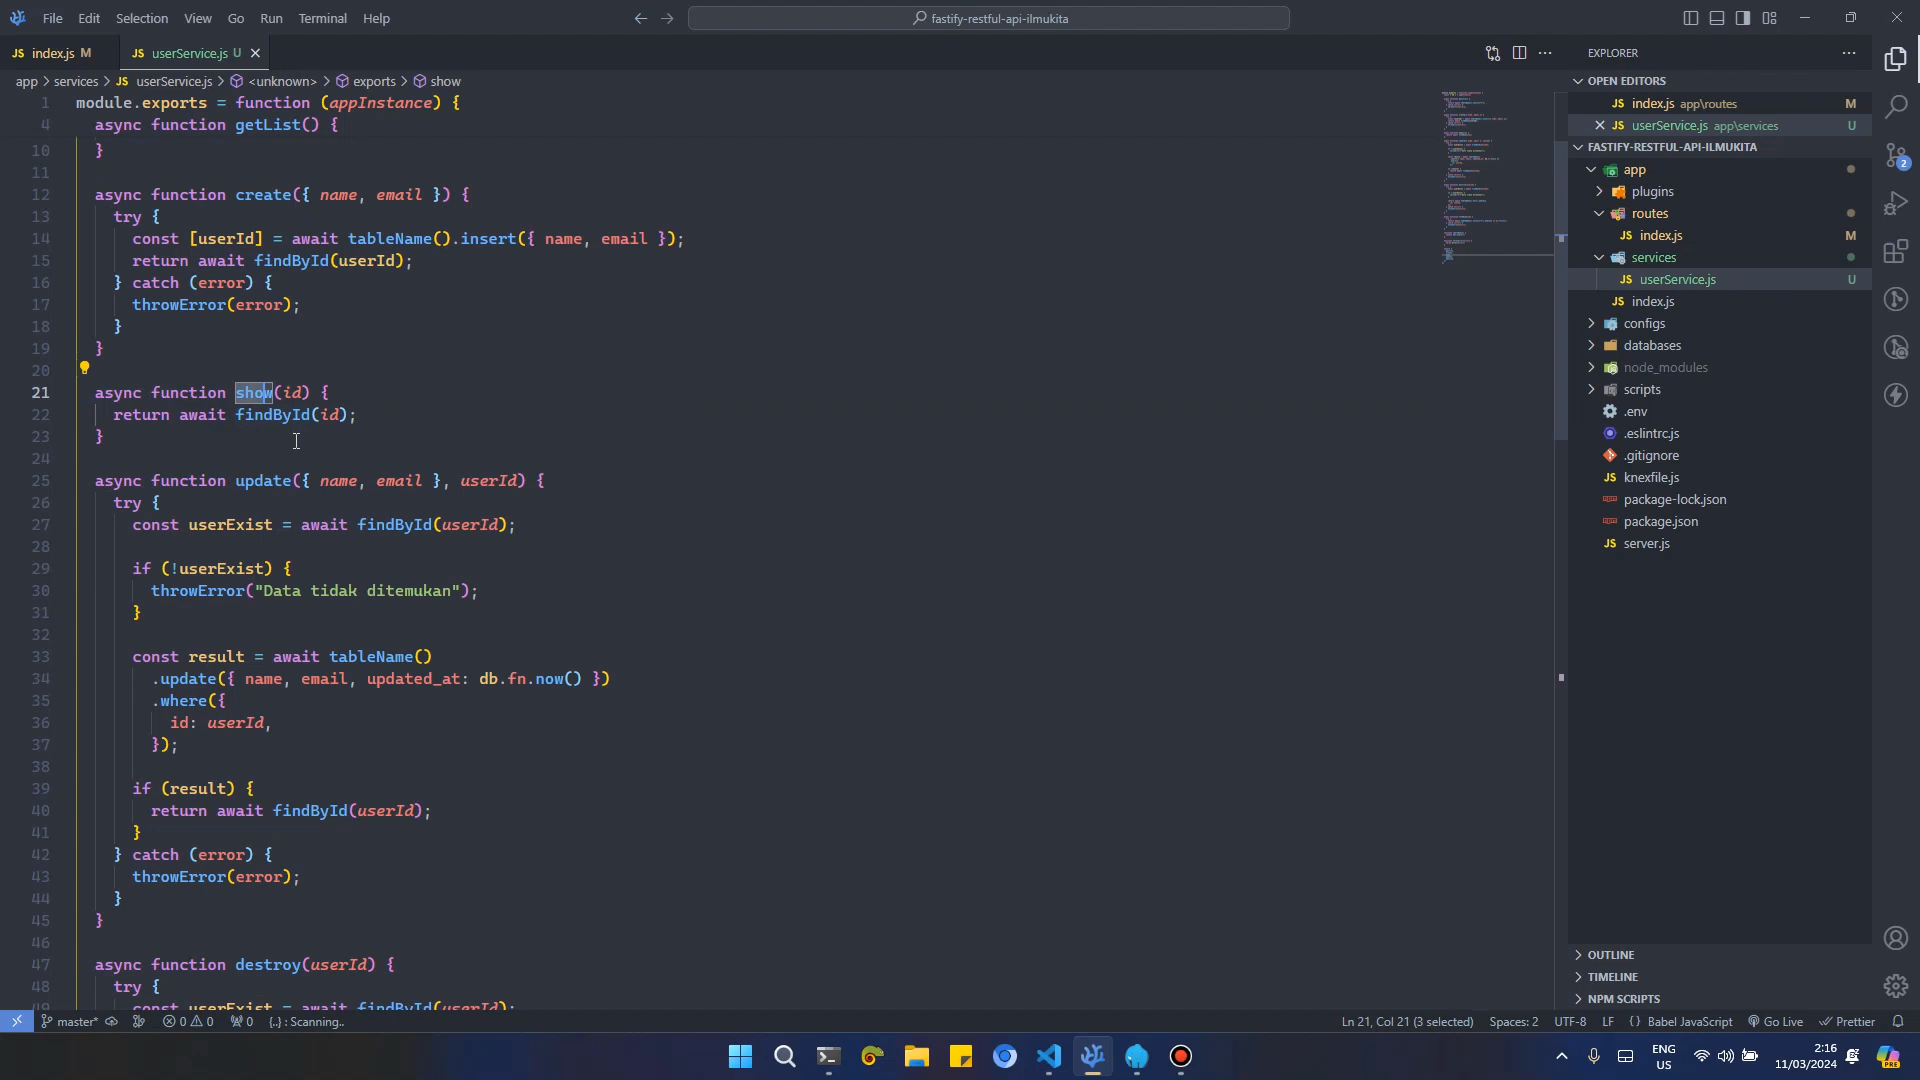 File Edit Selection View Go Run Terminal Help
fastify-restful-api-ilmukita
JS index.js M
JS userService.js U
app > services > JS userService.js > <unknown> > exports > show
1 module.exports = function (appInstance) {
4 async function getList() {
10 }
11
12 async function create({ name, email }) {
13 try {
14 const [userId] = await tableName().insert({ name, email });
15 return await findById(userId);
16 } catch (error) {
17 throwError(error);
18 }
19 }
20
21 async function show(id) {
22 return await findById(id);
23 }
24
25 async function update({ name, email }, userId) {
26 try {
27 const userExist = await findById(userId);
28
29 if (!userExist) {
30 throwError("Data tidak ditemukan");
31 }
32
33 const result = await tableName()
34 .update({ name, email, updated_at: db.fn.now() })
35 .where({
36 id: userId,
37 });
38
39 if (result) {
40 return await findById(userId);
41 }
42 } catch (error) {
43 throwError(error);
44 }
45 }
46
47 async function destroy(userId) {
48 try {
49 const userExist = await findById(userId);
EXPLORER
OPEN EDITORS
JS index.js app\routes M
JS userService.js app\services U
FASTIFY-RESTFUL-API-ILMUKITA
app
plugins
routes
JS index.js M
services
JS userService.js U
JS index.js
configs
databases
node_modules
scripts
.env
.eslintrc.js
.gitignore
JS knexfile.js
package-lock.json
package.json
JS server.js
OUTLINE
TIMELINE
NPM SCRIPTS
2
master* 0 0 0 {..} : Scanning..
Ln 21, Col 21 (3 selected) Spaces: 2 UTF-8 LF {} Babel JavaScript Go Live Prettier
ENG
US
2:16
11/03/2024
PRE